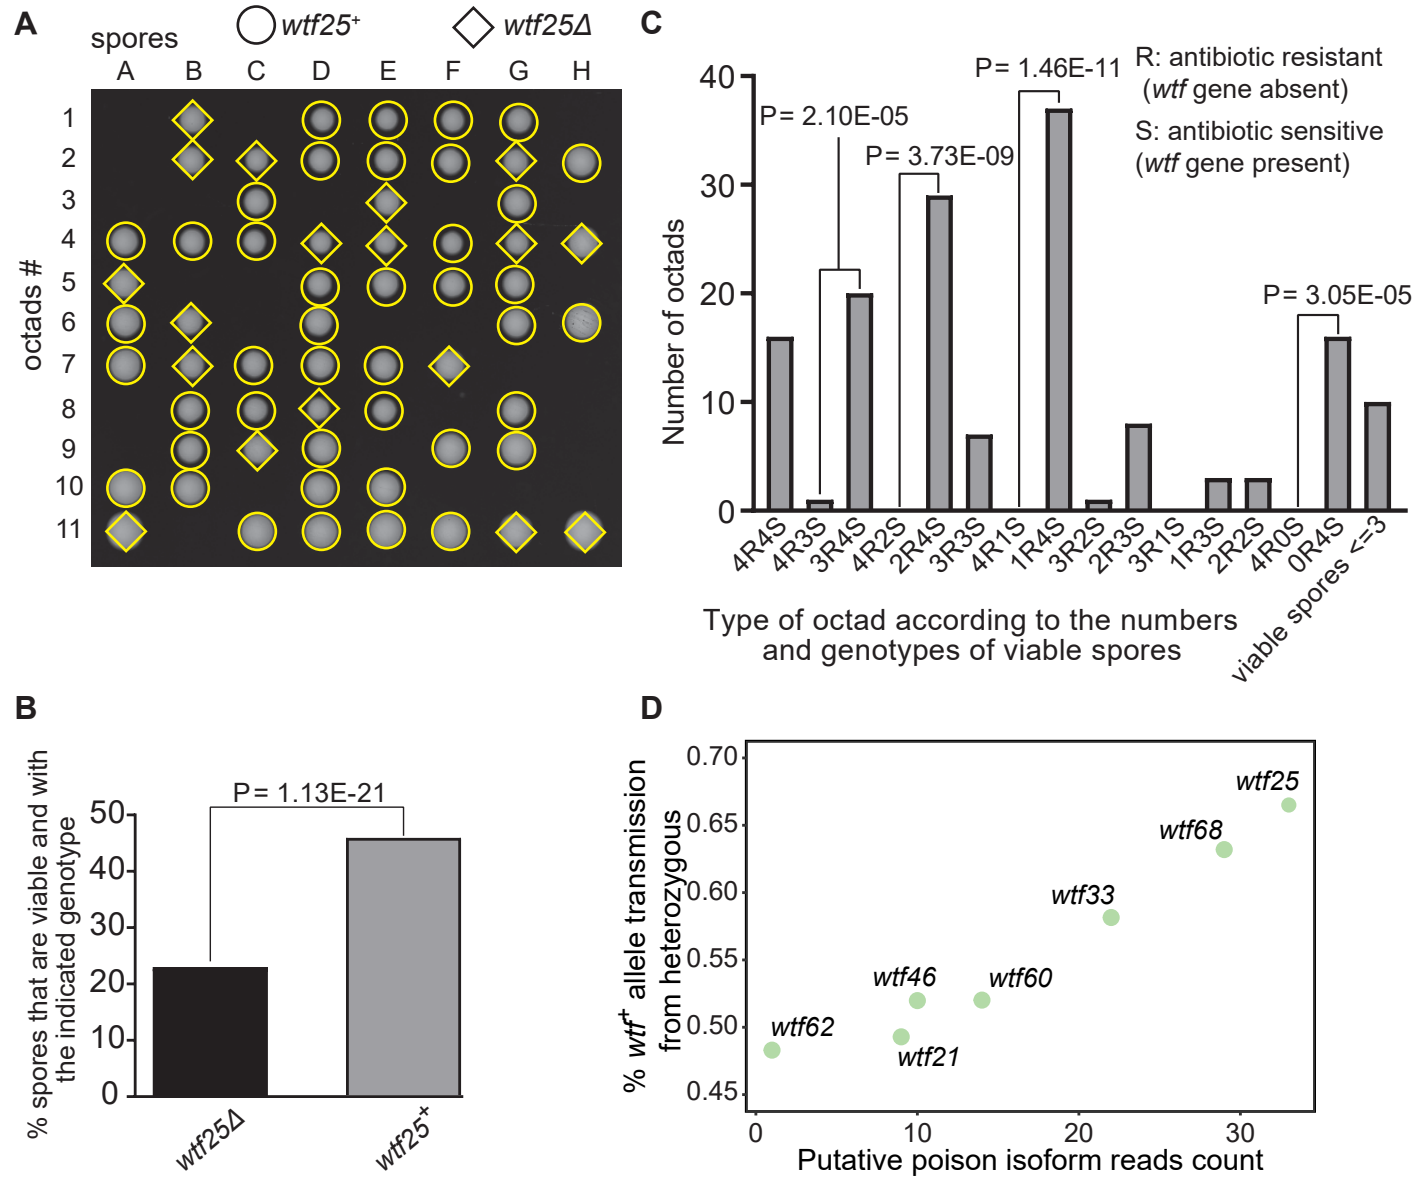 A
spores
wtf25+
wtf25Δ
A B C D E F G H
octads #
1
2
3
4
5
6
7
8
9
10
11
C
R: antibiotic resistant
(wtf gene absent)
S: antibiotic sensitive
(wtf gene present)
P= 1.46E-11
P= 2.10E-05
P= 3.73E-09
P= 3.05E-05
Number of octads
40
30
20
10
0
4R4S 4R3S 3R4S 4R2S 2R4S 3R3S 4R1S 1R4S 3R2S 2R3S 3R1S 1R3S 2R2S 4R0S 0R4S viable spores <=3
Type of octad according to the numbers
and genotypes of viable spores
B
% spores that are viable and with
the indicated genotype
P= 1.13E-21
50
40
30
20
10
0
wtf25Δ wtf25+
D
% wtf+ allele transmission
from heterozygous
0.70
0.65
0.60
0.55
0.50
0.45
wtf25
wtf68
wtf33
wtf46 wtf60
wtf62
wtf21
0 10 20 30
Putative poison isoform reads count